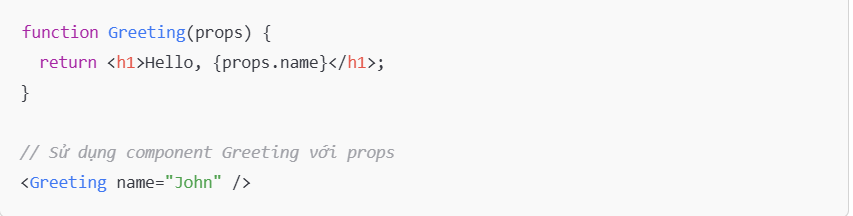 function Greeting(props) {
  return <h1>Hello, {props.name}</h1>;
}
// Sử dụng component Greeting với props
<Greeting name="John" />